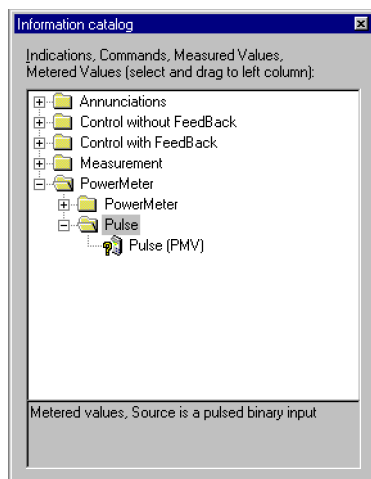 Information catalog
Indications, Commands, Measured Values,
Metered Values (select and drag to left column):
Annunciations
Control without FeedBack
Control with FeedBack
Measurement
PowerMeter
PowerMeter
Pulse
Pulse (PMV)
Metered values, Source is a pulsed binary input